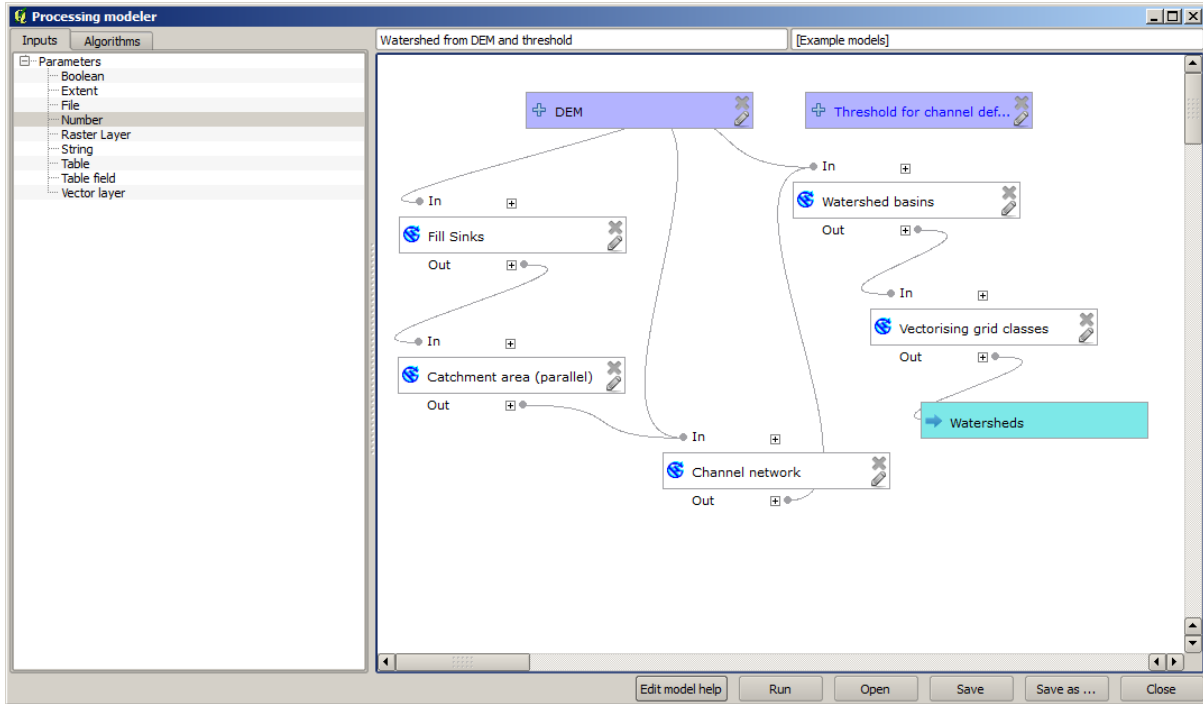 Processing modeler
Inputs
Algorithms
Watershed from DEM and threshold
[Example models]
Parameters
Boolean
Extent
File
Number
Raster Layer
String
Table
Table field
Vector layer
DEM
Threshold for channel def...
In
Watershed basins
Out
In
Fill Sinks
Out
In
Vectorising grid classes
Out
In
Catchment area (parallel)
Out
Watersheds
In
Channel network
Out
Edit model help
Run
Open
Save
Save as ...
Close